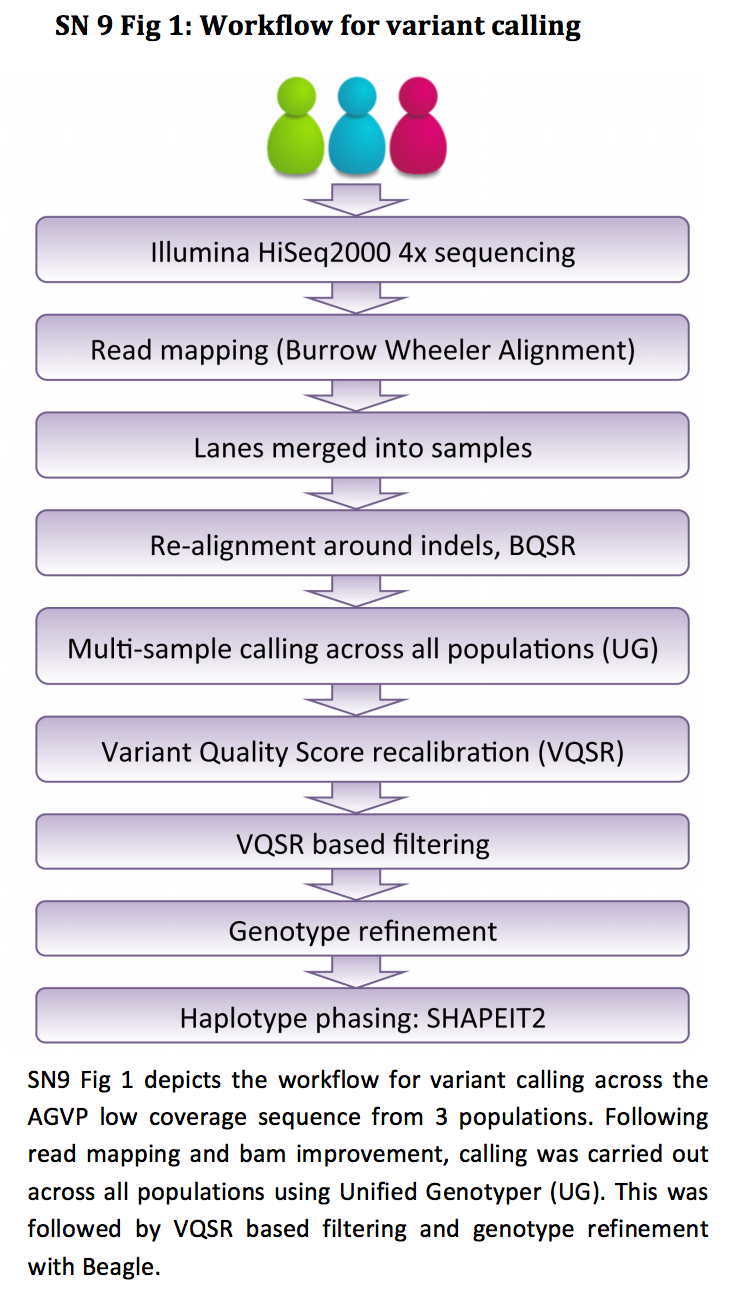 SN 9 Fig 1: Workflow for variant calling
Illumina HiSeq2000 4x sequencing
Read mapping (Burrow Wheeler Alignment)
Lanes merged into samples
Re-alignment around indels, BQSR
Multi-sample calling across all populations (UG)
Variant Quality Score recalibration (VQSR)
VQSR based filtering
Genotype refinement
Haplotype phasing: SHAPEIT2
SN9 Fig 1 depicts the workflow for variant calling across the
AGVP low coverage sequence from 3 populations. Following
read mapping and bam improvement, calling was carried out
across all populations using Unified Genotyper (UG). This was
followed by VQSR based filtering and genotype refinement
with Beagle.